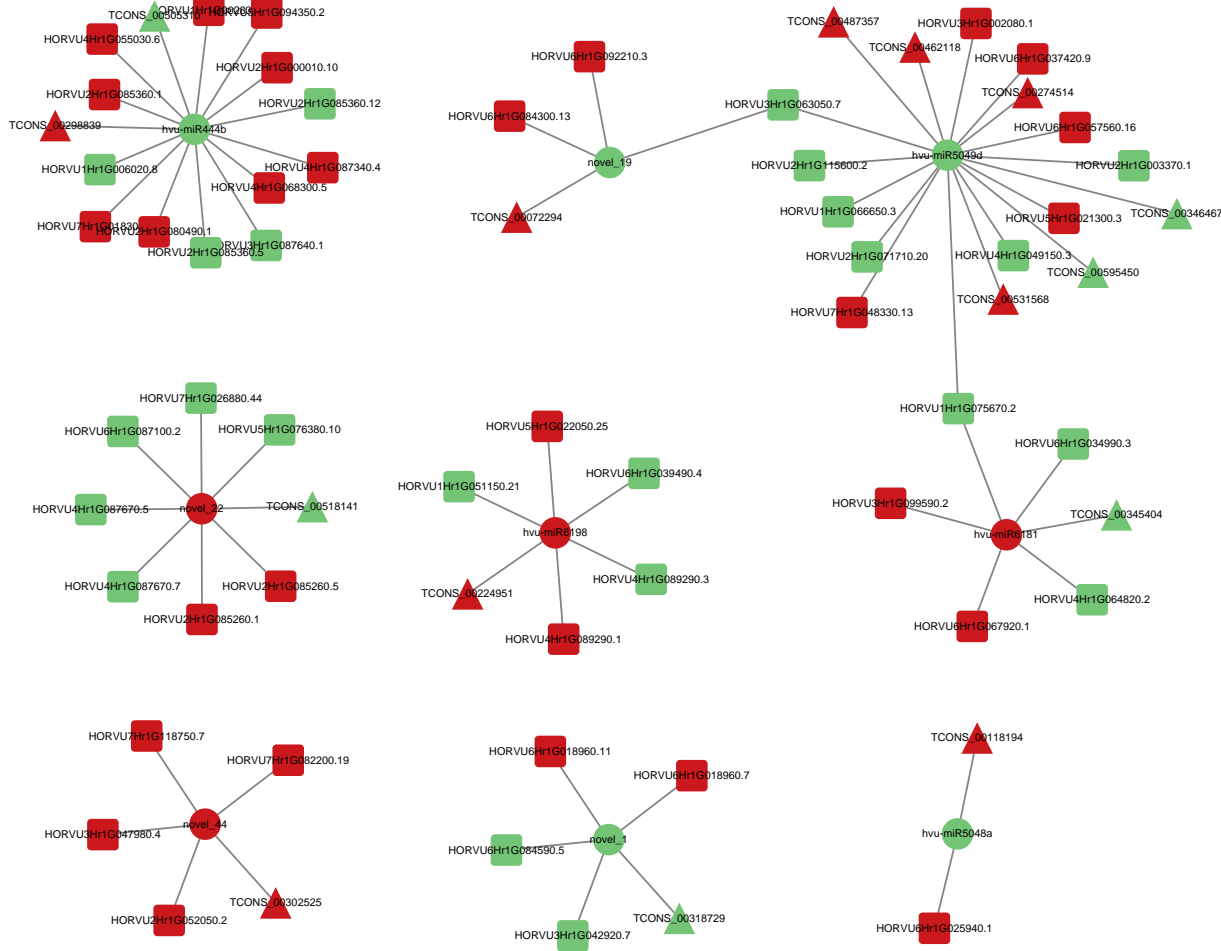 TCONS_00505310
HORVU5Hr1G094350.2
HORVU4Hr1G055030.6
HORVU2Hr1G000010.10
HORVU2Hr1G085360.1
HORVU2Hr1G085360.12
TCONS_00298839
hvu-miR444b
HORVU1Hr1G006020.8
HORVU4Hr1G087340.4
HORVU4Hr1G068300.5
HORVU2Hr1G080490.1
HORVU3Hr1G087640.1
HORVU2Hr1G085360.5
HORVU6Hr1G092210.3
HORVU6Hr1G084300.13
novel_19
TCONS_00072294
HORVU3Hr1G063050.7
TCONS_00487357
HORVU3Hr1G002080.1
TCONS_00462118
HORVU6Hr1G037420.9
TCONS_00274514
HORVU6Hr1G057560.16
hvu-miR5049d
HORVU2Hr1G115600.2
HORVU2Hr1G003370.1
HORVU1Hr1G066650.3
HORVU5Hr1G021300.3
TCONS_00346467
HORVU2Hr1G071710.20
HORVU4Hr1G049150.3
TCONS_00595450
TCONS_00531568
HORVU7Hr1G048330.13
HORVU7Hr1G026880.44
HORVU6Hr1G087100.2
HORVU5Hr1G076380.10
HORVU4Hr1G087670.5
novel_22
TCONS_00518141
HORVU4Hr1G087670.7
HORVU2Hr1G085260.5
HORVU2Hr1G085260.1
HORVU5Hr1G022050.25
HORVU6Hr1G039490.4
HORVU1Hr1G051150.21
hvu-miR6198
HORVU4Hr1G089290.3
TCONS_00224951
HORVU4Hr1G089290.1
HORVU1Hr1G075670.2
HORVU6Hr1G034990.3
HORVU3Hr1G099590.2
TCONS_00345404
hvu-miR6181
HORVU4Hr1G064820.2
HORVU6Hr1G067920.1
HORVU7Hr1G118750.7
HORVU7Hr1G082200.19
novel_44
HORVU3Hr1G047980.4
TCONS_00302525
HORVU2Hr1G052050.2
HORVU6Hr1G018960.11
HORVU6Hr1G018960.7
novel_1
HORVU6Hr1G084590.5
TCONS_00318729
HORVU3Hr1G042920.7
TCONS_00118194
hvu-miR5048a
HORVU6Hr1G025940.1